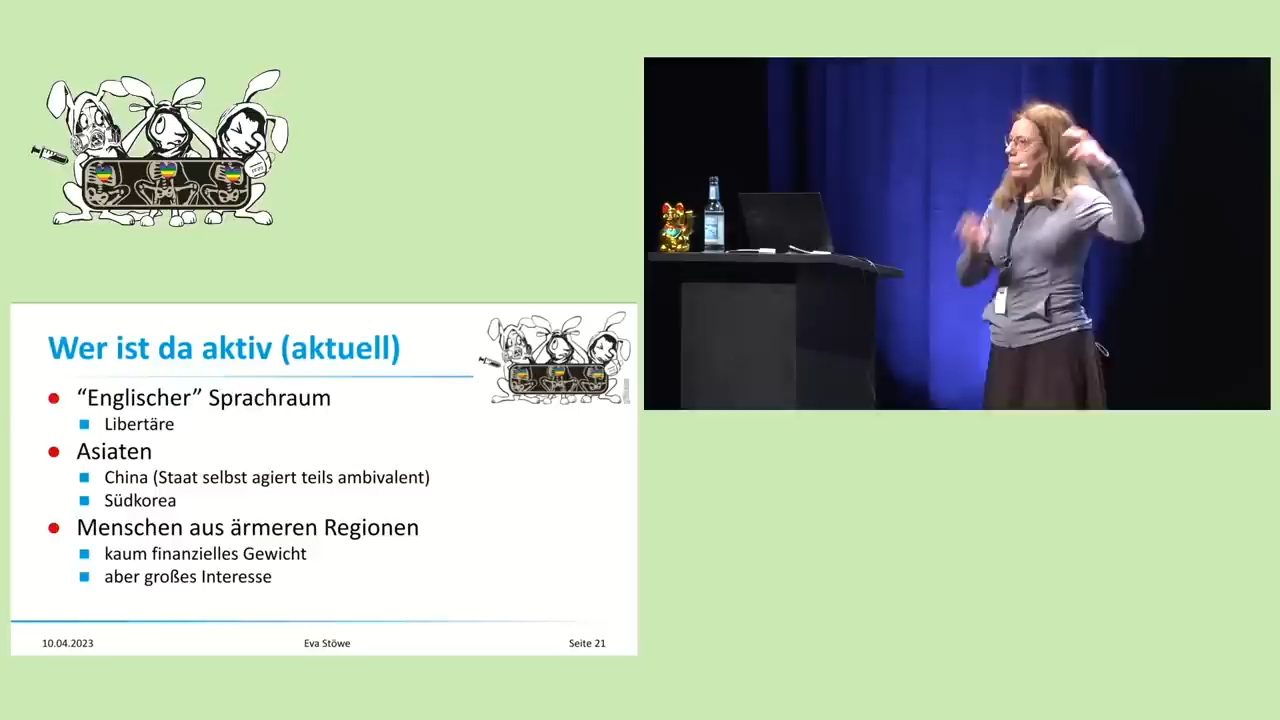 Wer ist da aktiv (aktuell)
“Englischer” Sprachraum
Libertäre
Asiaten
China (Staat selbst agiert teils ambivalent)
Südkorea
Menschen aus ärmeren Regionen
kaum finanzielles Gewicht
aber großes Interesse
10.04.2023
Eva Stöwe
Seite 21